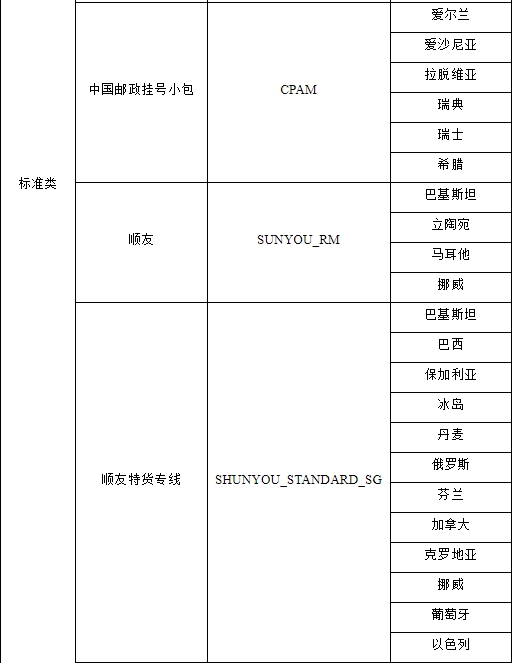 标准类
中国邮政挂号小包
CPAM
爱尔兰
爱沙尼亚
拉脱维亚
瑞典
瑞士
希腊
顺友
SUNYOU_RM
巴基斯坦
立陶宛
马耳他
挪威
顺友特货专线
SHUNYOU_STANDARD_SG
巴基斯坦
巴西
保加利亚
冰岛
丹麦
俄罗斯
芬兰
加拿大
克罗地亚
挪威
葡萄牙
以色列